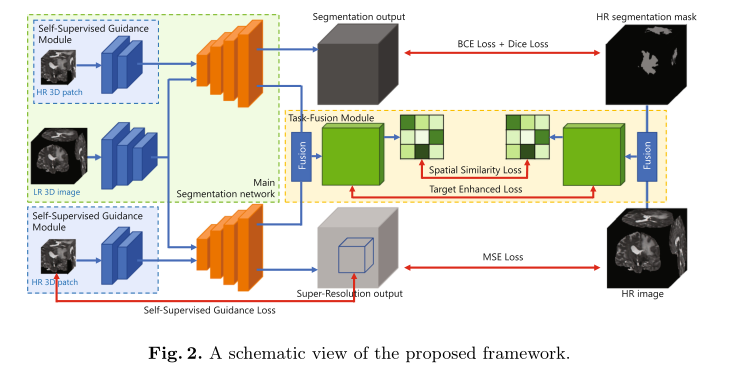 Segmentation output
HR segmentation mask
Self-Supervised Guidance
Module
HR 3D patch
BCE Loss + Dice Loss
Task-Fusion Module
LR 3D image
Fusion
Fusion
Spatial Similarity Loss
Target Enhanced Loss
Main
Segmentation network
Self-Supervised Guidance
Module
HR 3D patch
MSE Loss
Super-Resolution output
HR image
Self-Supervised Guidance Loss
Fig. 2. A schematic view of the proposed framework.